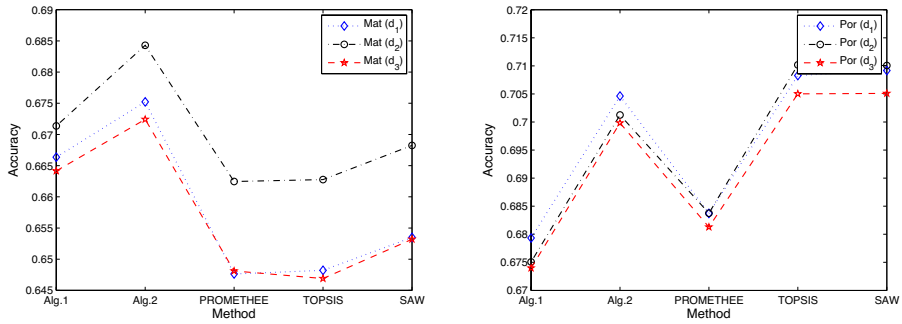 0.69
0.685
0.68
0.675
0.67
0.665
0.66
0.655
0.65
0.645
Accuracy
Mat (d1)
Mat (d2)
Mat (d3)
Alg.1 Alg.2 PROMETHEE TOPSIS SAW
Method
0.72
0.715
0.71
0.705
0.7
0.695
0.69
0.685
0.68
0.675
0.67
Accuracy
Por (d1)
Por (d2)
Por (d3)
Alg.1 Alg.2 PROMETHEE TOPSIS SAW
Method